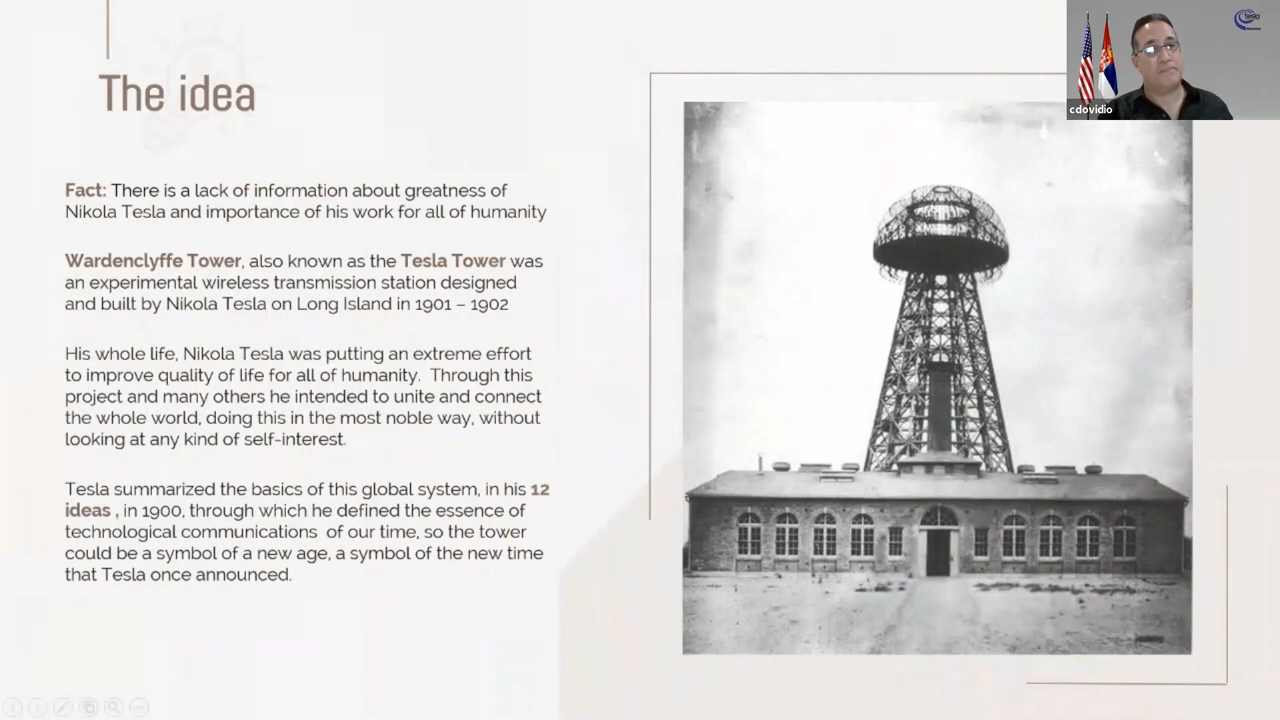 The idea
Fact: There is a lack of information about greatness of
Nikola Tesla and importance of his work for all of humanity
Wardenclyffe Tower, also known as the Tesla Tower was
an experimental wireless transmission station designed
and built by Nikola Tesla on Long Island in 1901 – 1902
His whole life, Nikola Tesla was putting an extreme effort
to improve quality of life for all of humanity.  Through this
project and many others he intended to unite and connect
the whole world, doing this in the most noble way, without
looking at any kind of self-interest.
Tesla summarized the basics of this global system, in his 12
ideas , in 1900, through which he defined the essence of
technological communications  of our time, so the tower
could be a symbol of a new age, a symbol of the new time
that Tesla once announced.
cdovidio